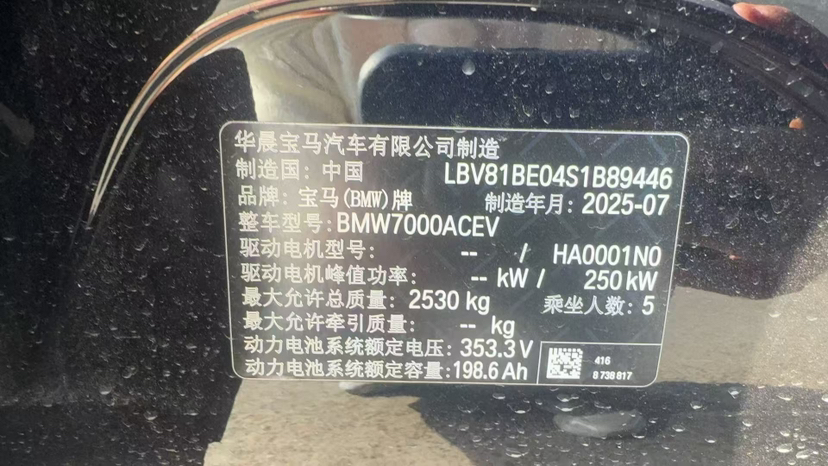 华晨宝马汽车有限公司制造
制造国: 中国 LBV81BE04S1B89446
品牌: 宝马(BMW)牌 制造年月: 2025-07
整车型号:BMW7000ACEV
驱动电机型号: -- / HA0001N0
驱动电机峰值功率: -- kW / 250 kW
最大允许总质量: 2530 kg 乘坐人数: 5
最大允许牵引质量: -- kg
动力电池系统额定电压: 353.3 V
动力电池系统额定容量:198.6 Ah
416
8 738 817